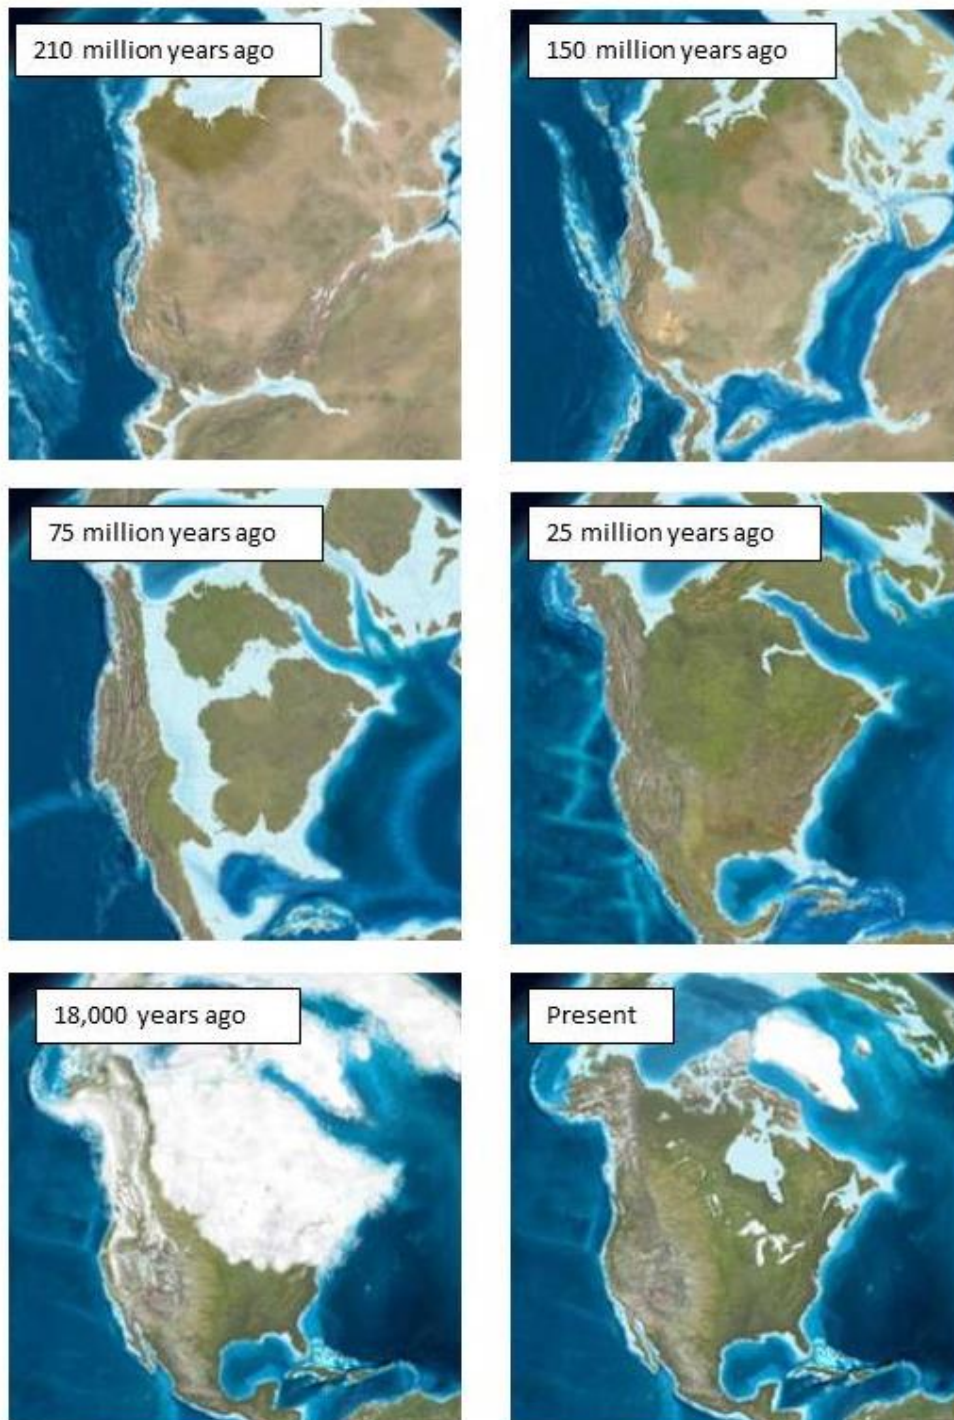 210 million years ago
150 million years ago
75 million years ago
25 million years ago
18,000 years ago
Present